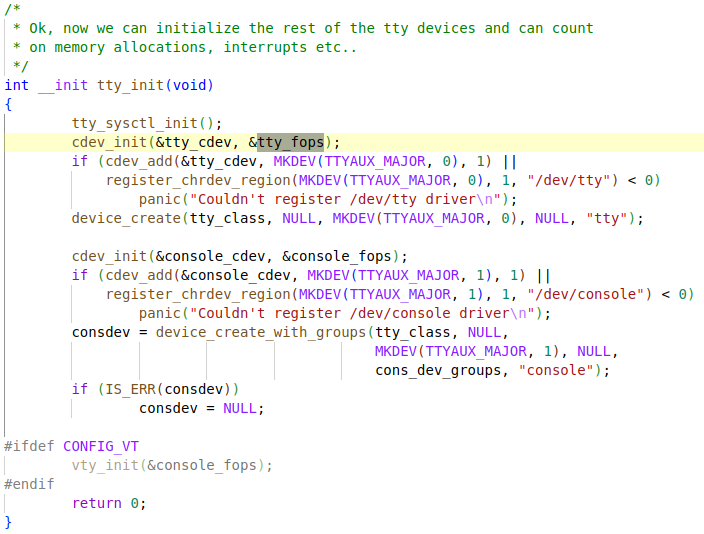 /*
 * Ok, now we can initialize the rest of the tty devices and can count
 * on memory allocations, interrupts etc..
 */
int __init tty_init(void)
{
        tty_sysctl_init();
        cdev_init(&tty_cdev, &tty_fops);
        if (cdev_add(&tty_cdev, MKDEV(TTYAUX_MAJOR, 0), 1) ||
            register_chrdev_region(MKDEV(TTYAUX_MAJOR, 0), 1, "/dev/tty") < 0)
                panic("Couldn't register /dev/tty driver\n");
        device_create(tty_class, NULL, MKDEV(TTYAUX_MAJOR, 0), NULL, "tty");

        cdev_init(&console_cdev, &console_fops);
        if (cdev_add(&console_cdev, MKDEV(TTYAUX_MAJOR, 1), 1) ||
            register_chrdev_region(MKDEV(TTYAUX_MAJOR, 1), 1, "/dev/console") < 0)
                panic("Couldn't register /dev/console driver\n");
        consdev = device_create_with_groups(tty_class, NULL,
                                            MKDEV(TTYAUX_MAJOR, 1), NULL,
                                            cons_dev_groups, "console");
        if (IS_ERR(consdev))
                consdev = NULL;

#ifdef CONFIG_VT
        vty_init(&console_fops);
#endif
        return 0;
}